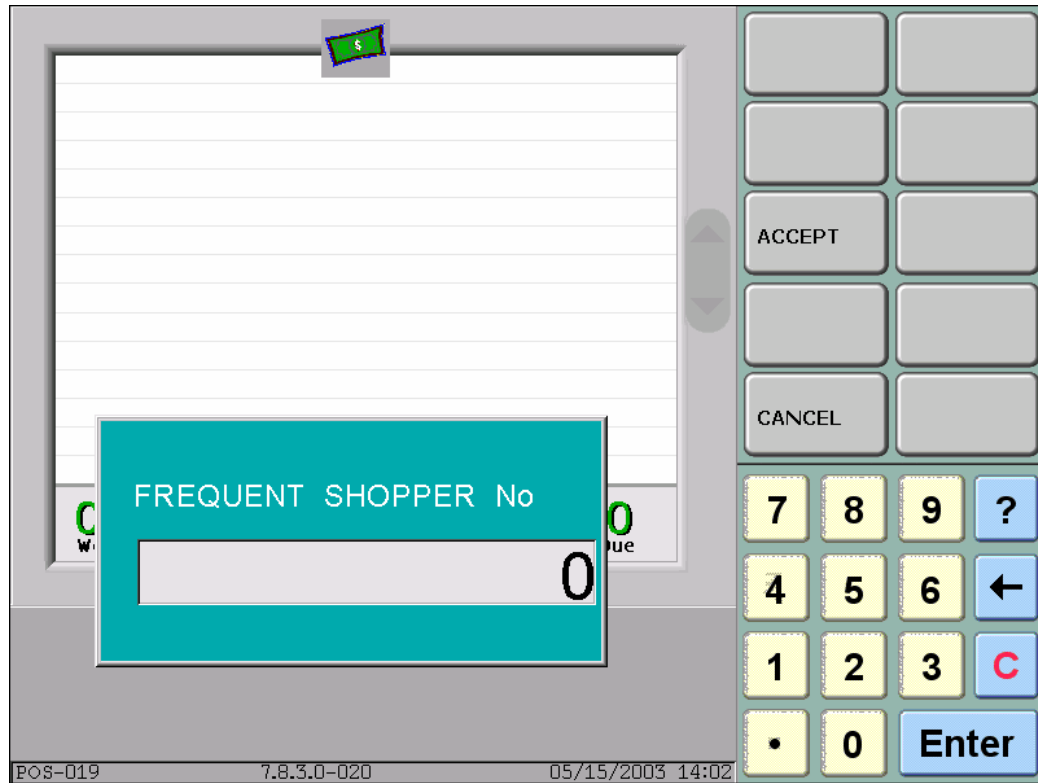 $
ACCEPT
CANCEL
FREQUENT SHOPPER No
0
7 8 9 ?
4 5 6 ←
1 2 3 C
. 0 Enter
POS-019 7.8.3.0-020 05/15/2003 14:02